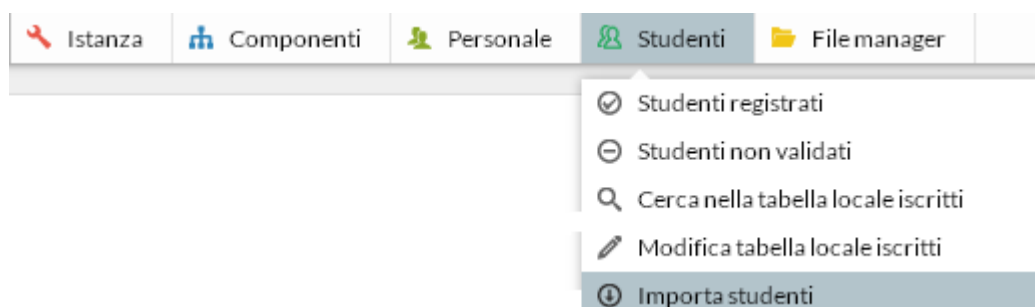 Istanza Componenti Personale Studenti File manager
Studenti registrati
Studenti non validati
Cerca nella tabella locale iscritti
Modifica tabella locale iscritti
Importa studenti